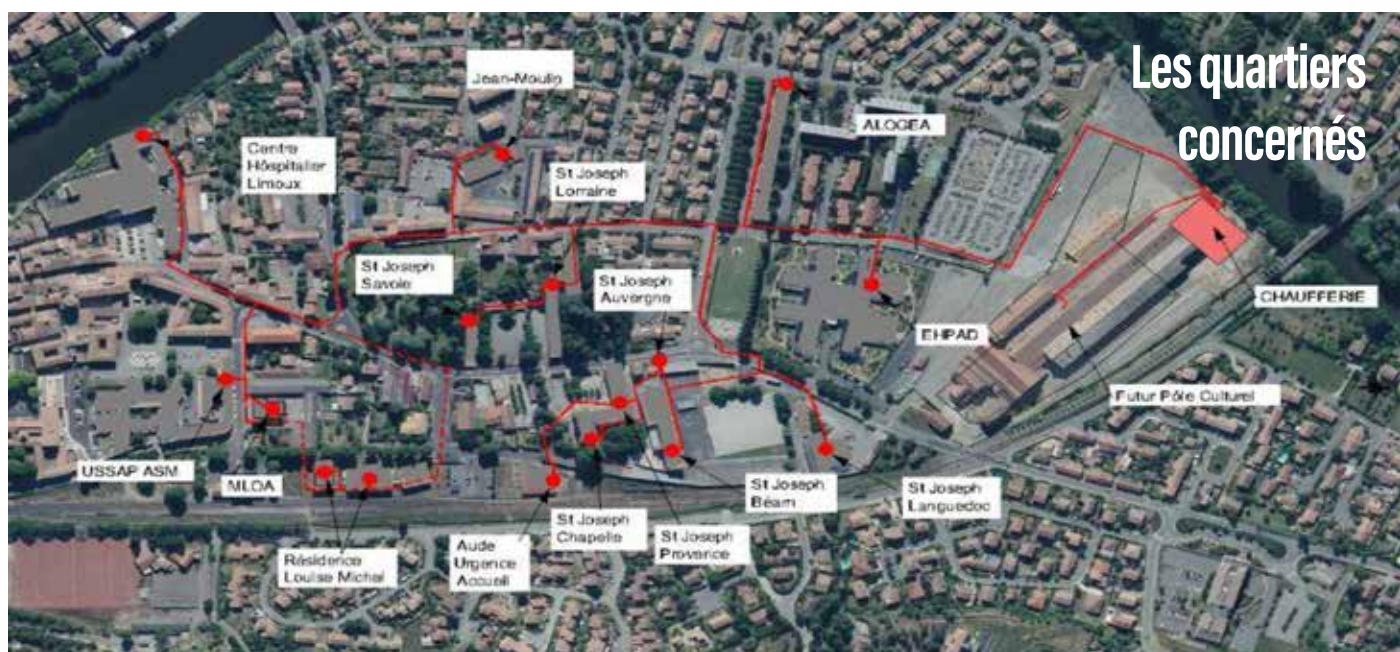 Les quartiers
concernés
Jean-Moulin
ALOGEA
Centre
Hôspitalier
Limoux
St Joseph
Lorraine
St Joseph
Savoie
St Joseph
Auvergne
CHAUFFERIE
EHPAD
Futur Pôle Culturel
USSAP ASM
MLOA
St Joseph
Béarn
St Joseph
Languedoc
St Joseph
Chapelle
St Joseph
Provence
Résidence
Louise Michel
Aude
Urgence
Accueil